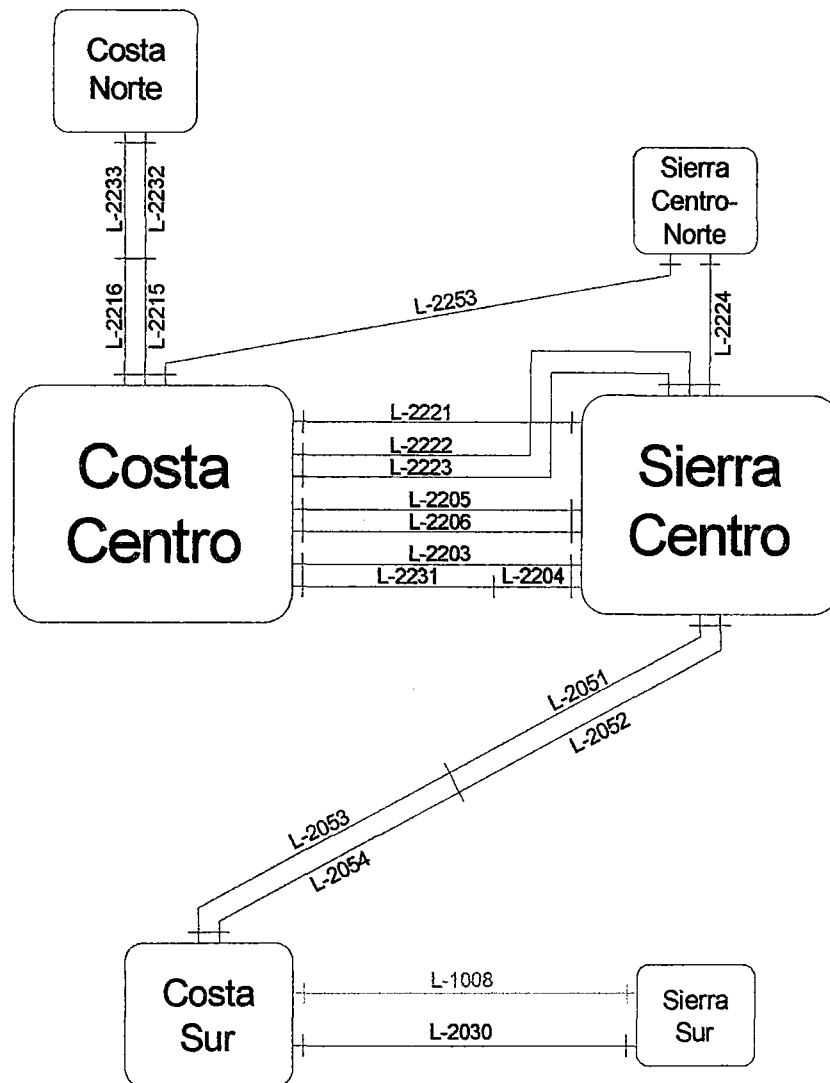 Costa
Norte
L-2233
L-2232
Sierra
Centro-
Norte
L-2216
L-2215
L-2253
L-2224
L-2221
L-2222
L-2223
L-2205
L-2206
L-2203
L-2231
L-2204
Costa
Centro
Sierra
Centro
L-2051
L-2052
L-2053
L-2054
Costa
Sur
L-1008
L-2030
Sierra
Sur